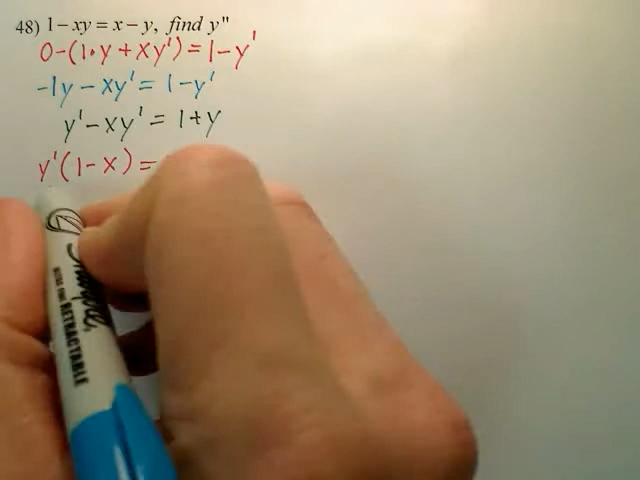 48) 1 – xy = x – y, find y"
0-(1·y + xy') = 1-y'
-1y - xy' = 1-y'
y' - xy' = 1+y
y'(1-x) =
Sharpie
RETRACTABLE